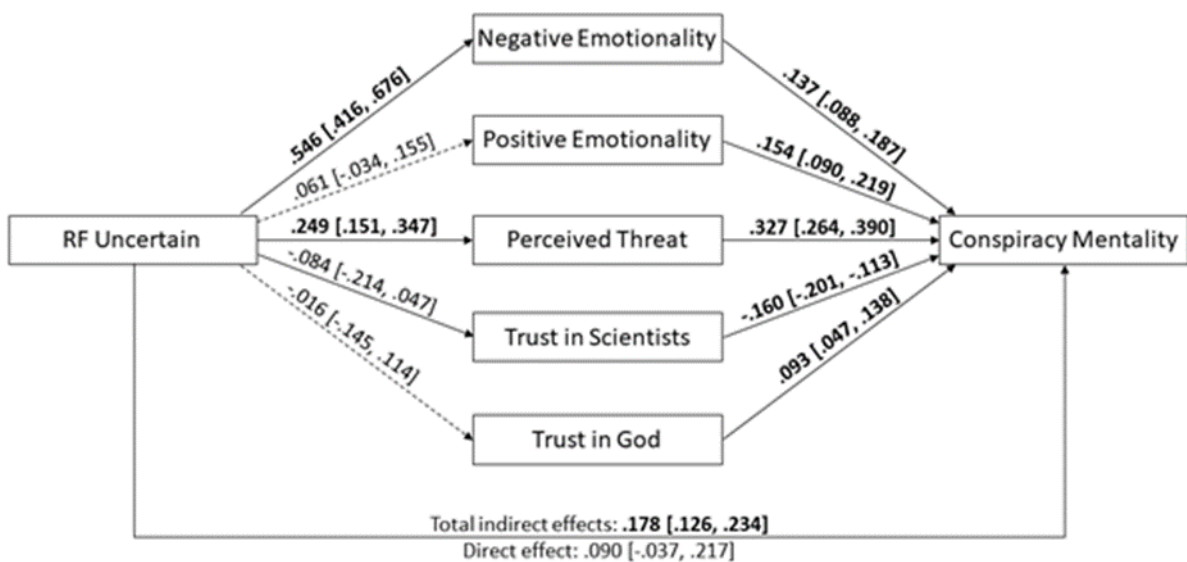 Negative Emotionality
.546 [.416, .676]
.137 [.088, .187]
Positive Emotionality
.061 [-.034, .155]
.154 [.090, .219]
RF Uncertain
.249 [.151, .347]
Perceived Threat
.327 [.264, .390]
Conspiracy Mentality
-.084 [-.214, .047]
Trust in Scientists
-.160 [-.201, -.113]
-.016 [-.145, .114]
.093 [.047, .138]
Trust in God
Total indirect effects: .178 [.126, .234]
Direct effect: .090 [-.037, .217]